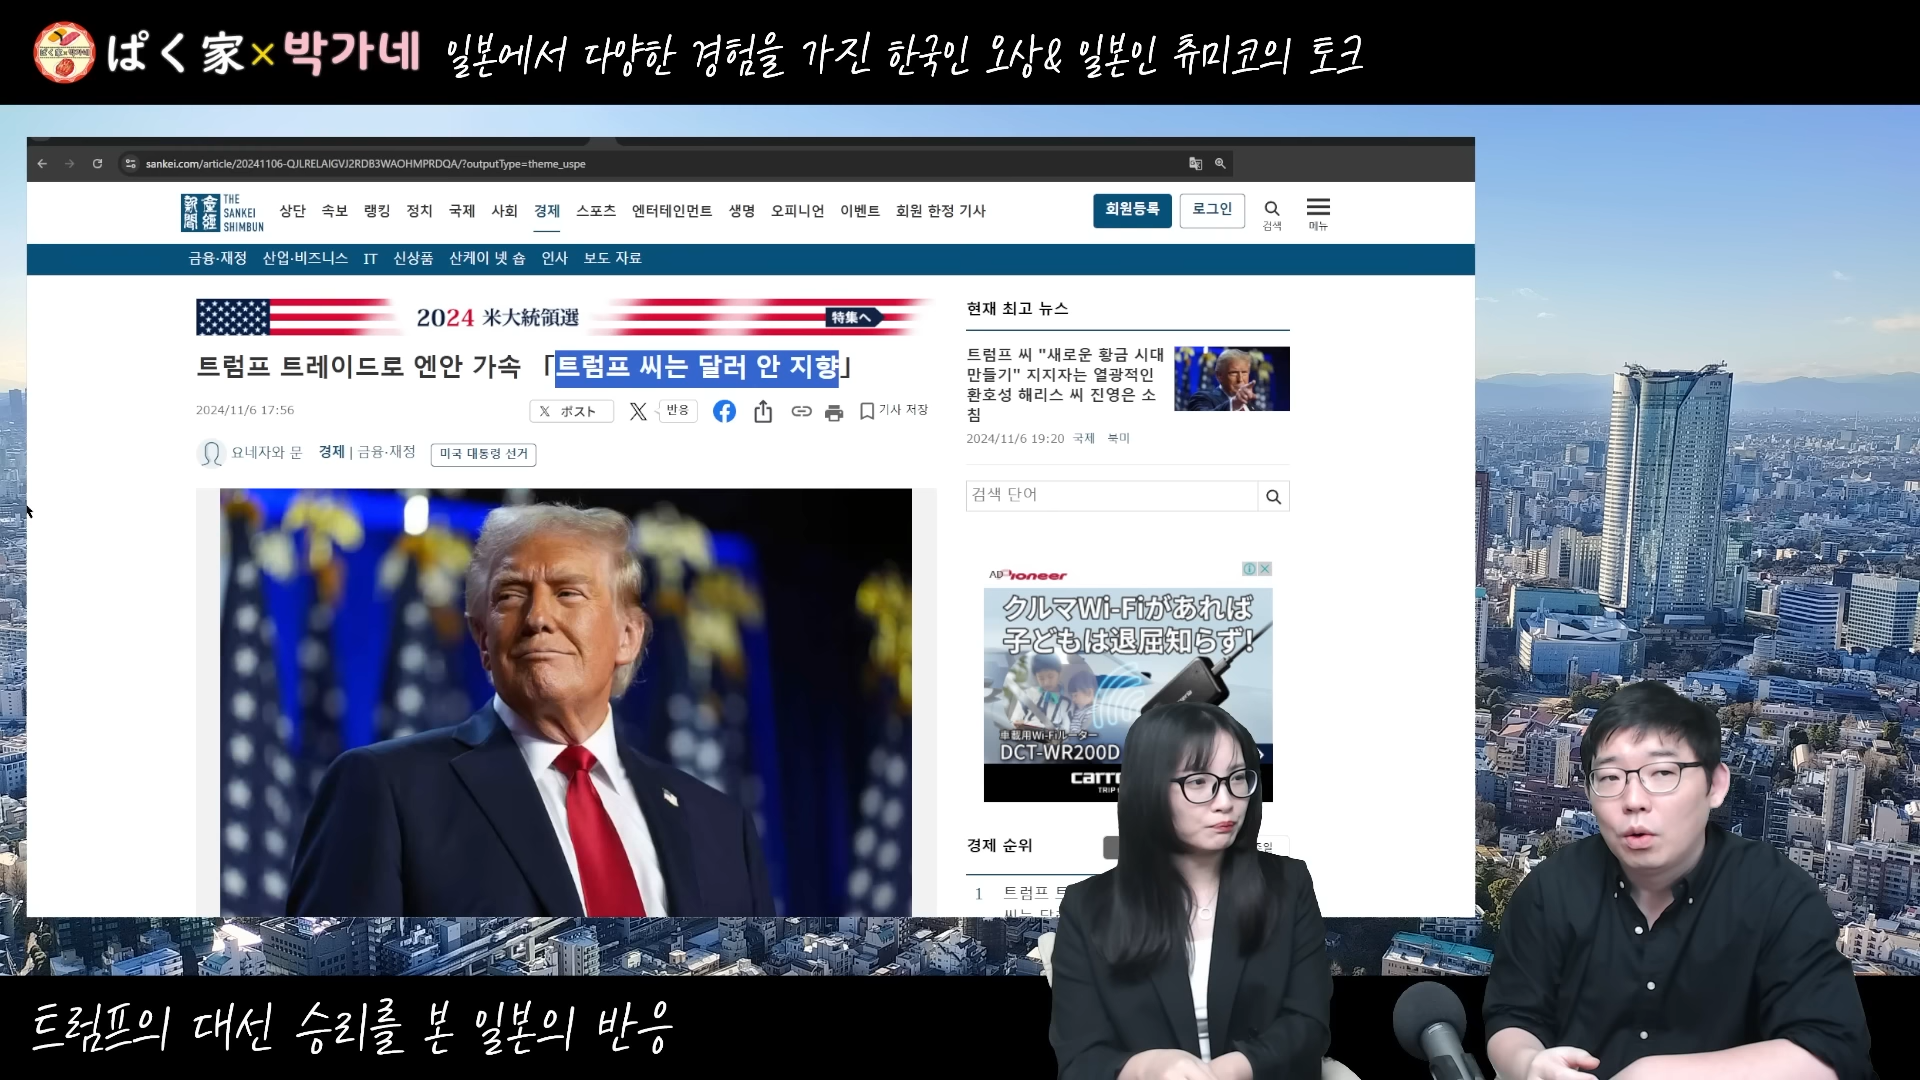 ぱく家×박가네 일본에서 다양한 경험을 가진 한국인 오상& 일본인 츄미코의 토크
sankei.com/article/20241106-QJLRELAIGVJ2RDB3WAOHMPRDQA/?outputType=theme_uspe
産経新聞 THE SANKEI SHIMBUN
상단 속보 랭킹 정치 국제 사회 경제 스포츠 엔터테인먼트 생명 오피니언 이벤트 회원 한정 기사
회원등록 로그인 검색 메뉴
금융·재정 산업·비즈니스 IT 신상품 산케이 넷 숍 인사 보도 자료
2024 米大統領選 特集へ
트럼프 트레이드로 엔안 가속 「트럼프 씨는 달러 안 지향」
2024/11/6 17:56
X ポスト 반응 기사 저장
요네자와 문 경제 | 금융·재정 미국 대통령 선거
현재 최고 뉴스
트럼프 씨 "새로운 황금 시대
만들기" 지지자는 열광적인
환호성 해리스 씨 진영은 소
침
2024/11/6 19:20 국제 북미
검색 단어
AD Pioneer
クルマWi-Fiがあれば
子どもは退屈知らず!
車載用Wi-Fiルーター
DCT-WR200D
carr
TRIP
경제 순위
1 트럼프 트
씨는 달
트럼프의 대선 승리를 본 일본의 반응